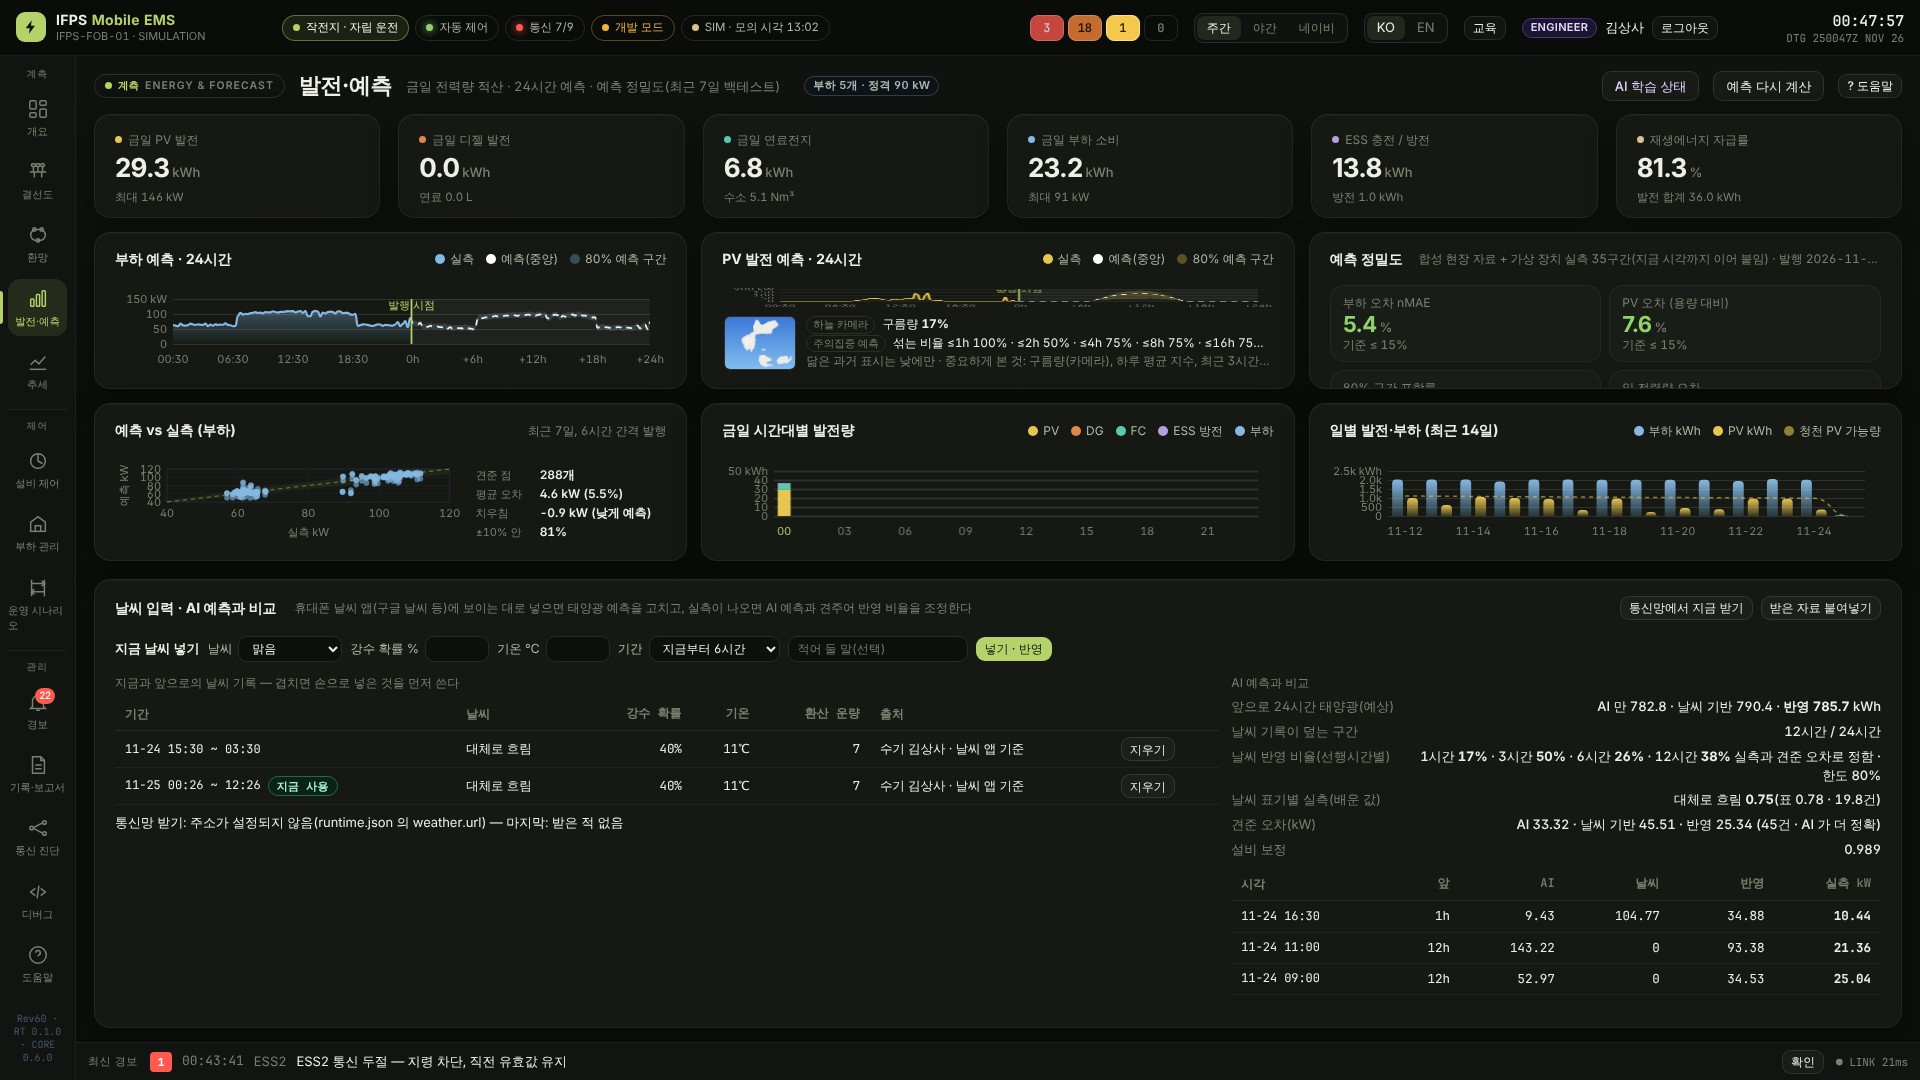 IFPS Mobile EMS
IFPS-FOB-01 · SIMULATION
작전지 · 자립 운전
자동 제어
통신 7/9
개발 모드
SIM · 모의 시각 13:02
3
18
1
0
주간 야간 네이비
KO EN
교육
ENGINEER 김상사 로그아웃
00:47:57
DTG 250047Z NOV 26
계측
개요
결선도
환망
발전·예측
추세
제어
설비 제어
부하 관리
운영 시나리오
관리
22
경보
기록·보고서
통신 진단
디버그
도움말
Rev60 ·
RT 0.1.0
· CORE
0.6.0
계측 ENERGY & FORECAST
발전·예측
금일 전력량 적산 · 24시간 예측 · 예측 정밀도(최근 7일 백테스트)
부하 5개 · 정격 90 kW
AI 학습 상태
예측 다시 계산
? 도움말
금일 PV 발전
29.3 kWh
최대 146 kW
금일 디젤 발전
0.0 kWh
연료 0.0 L
금일 연료전지
6.8 kWh
수소 5.1 Nm³
금일 부하 소비
23.2 kWh
최대 91 kW
ESS 충전 / 방전
13.8 kWh
방전 1.0 kWh
재생에너지 자급률
81.3 %
발전 합계 36.0 kWh
부하 예측 · 24시간
실측 예측(중앙) 80% 예측 구간
150 kW
100
50
0
발행 시점
00:30 06:30 12:30 18:30 0h +6h +12h +18h +24h
PV 발전 예측 · 24시간
실측 예측(중앙) 80% 예측 구간
하늘 카메라 구름량 17%
주의집중 예측 섞는 비율 ≤1h 100% · ≤2h 50% · ≤4h 75% · ≤8h 75% · ≤16h 75...
닮은 과거 표시는 낮에만 · 중요하게 본 것: 구름량(카메라), 하루 평균 지수, 최근 3시간...
예측 정밀도
합성 현장 자료 + 가상 장치 실측 35구간(지금 시각까지 이어 붙임) · 발행 2026-11-...
부하 오차 nMAE
5.4 %
기준 ≤ 15%
PV 오차 (용량 대비)
7.6 %
기준 ≤ 15%
예측 vs 실측 (부하)
최근 7일, 6시간 간격 발행
예측 kW
120
100
80
60
40
40 60 80 100 120
실측 kW
견준 점 288개
평균 오차 4.6 kW (5.5%)
치우침 -0.9 kW (낮게 예측)
±10% 안 81%
금일 시간대별 발전량
PV DG FC ESS 방전 부하
50 kWh
40
30
20
10
0
00 03 06 09 12 15 18 21
일별 발전·부하 (최근 14일)
부하 kWh PV kWh 청천 PV 가능량
2.5k kWh
2.0k
1.5k
1.0k
500
0
11-12 11-14 11-16 11-18 11-20 11-22 11-24
날씨 입력 · AI 예측과 비교
휴대폰 날씨 앱(구글 날씨 등)에 보이는 대로 넣으면 태양광 예측을 고치고, 실측이 나오면 AI 예측과 견주어 반영 비율을 조정한다
통신망에서 지금 받기
받은 자료 붙여넣기
지금 날씨 넣기 날씨 맑음 강수 확률 % 기온 ℃ 기간 지금부터 6시간 적어 둘 말(선택) 넣기 · 반영
지금과 앞으로의 날씨 기록 — 겹치면 손으로 넣은 것을 먼저 쓴다
기간 날씨 강수 확률 기온 환산 운량 출처
11-24 15:30 ~ 03:30 대체로 흐림 40% 11℃ 7 수기 김상사 · 날씨 앱 기준 지우기
11-25 00:26 ~ 12:26 지금 사용 대체로 흐림 40% 11℃ 7 수기 김상사 · 날씨 앱 기준 지우기
통신망 받기: 주소가 설정되지 않음(runtime.json 의 weather.url) — 마지막: 받은 적 없음
AI 예측과 비교
앞으로 24시간 태양광(예상) AI 만 782.8 · 날씨 기반 790.4 · 반영 785.7 kWh
날씨 기록이 덮는 구간 12시간 / 24시간
날씨 반영 비율(선행시간별) 1시간 17% · 3시간 50% · 6시간 26% · 12시간 38% 실측과 견준 오차로 정함 ·
한도 80%
날씨 표기별 실측(배운 값) 대체로 흐림 0.75(표 0.78 · 19.8건)
견준 오차(kW) AI 33.32 · 날씨 기반 45.51 · 반영 25.34 (45건 · AI 가 더 정확)
설비 보정 0.989
시각 앞 AI 날씨 반영 실측 kW
11-24 16:30 1h 9.43 104.77 34.88 10.44
11-24 11:00 12h 143.22 0 93.38 21.36
11-24 09:00 12h 52.97 0 34.53 25.04
최신 경보 1 00:43:41 ESS2 ESS2 통신 두절 — 지령 차단, 직전 유효값 유지
확인
LINK 21ms